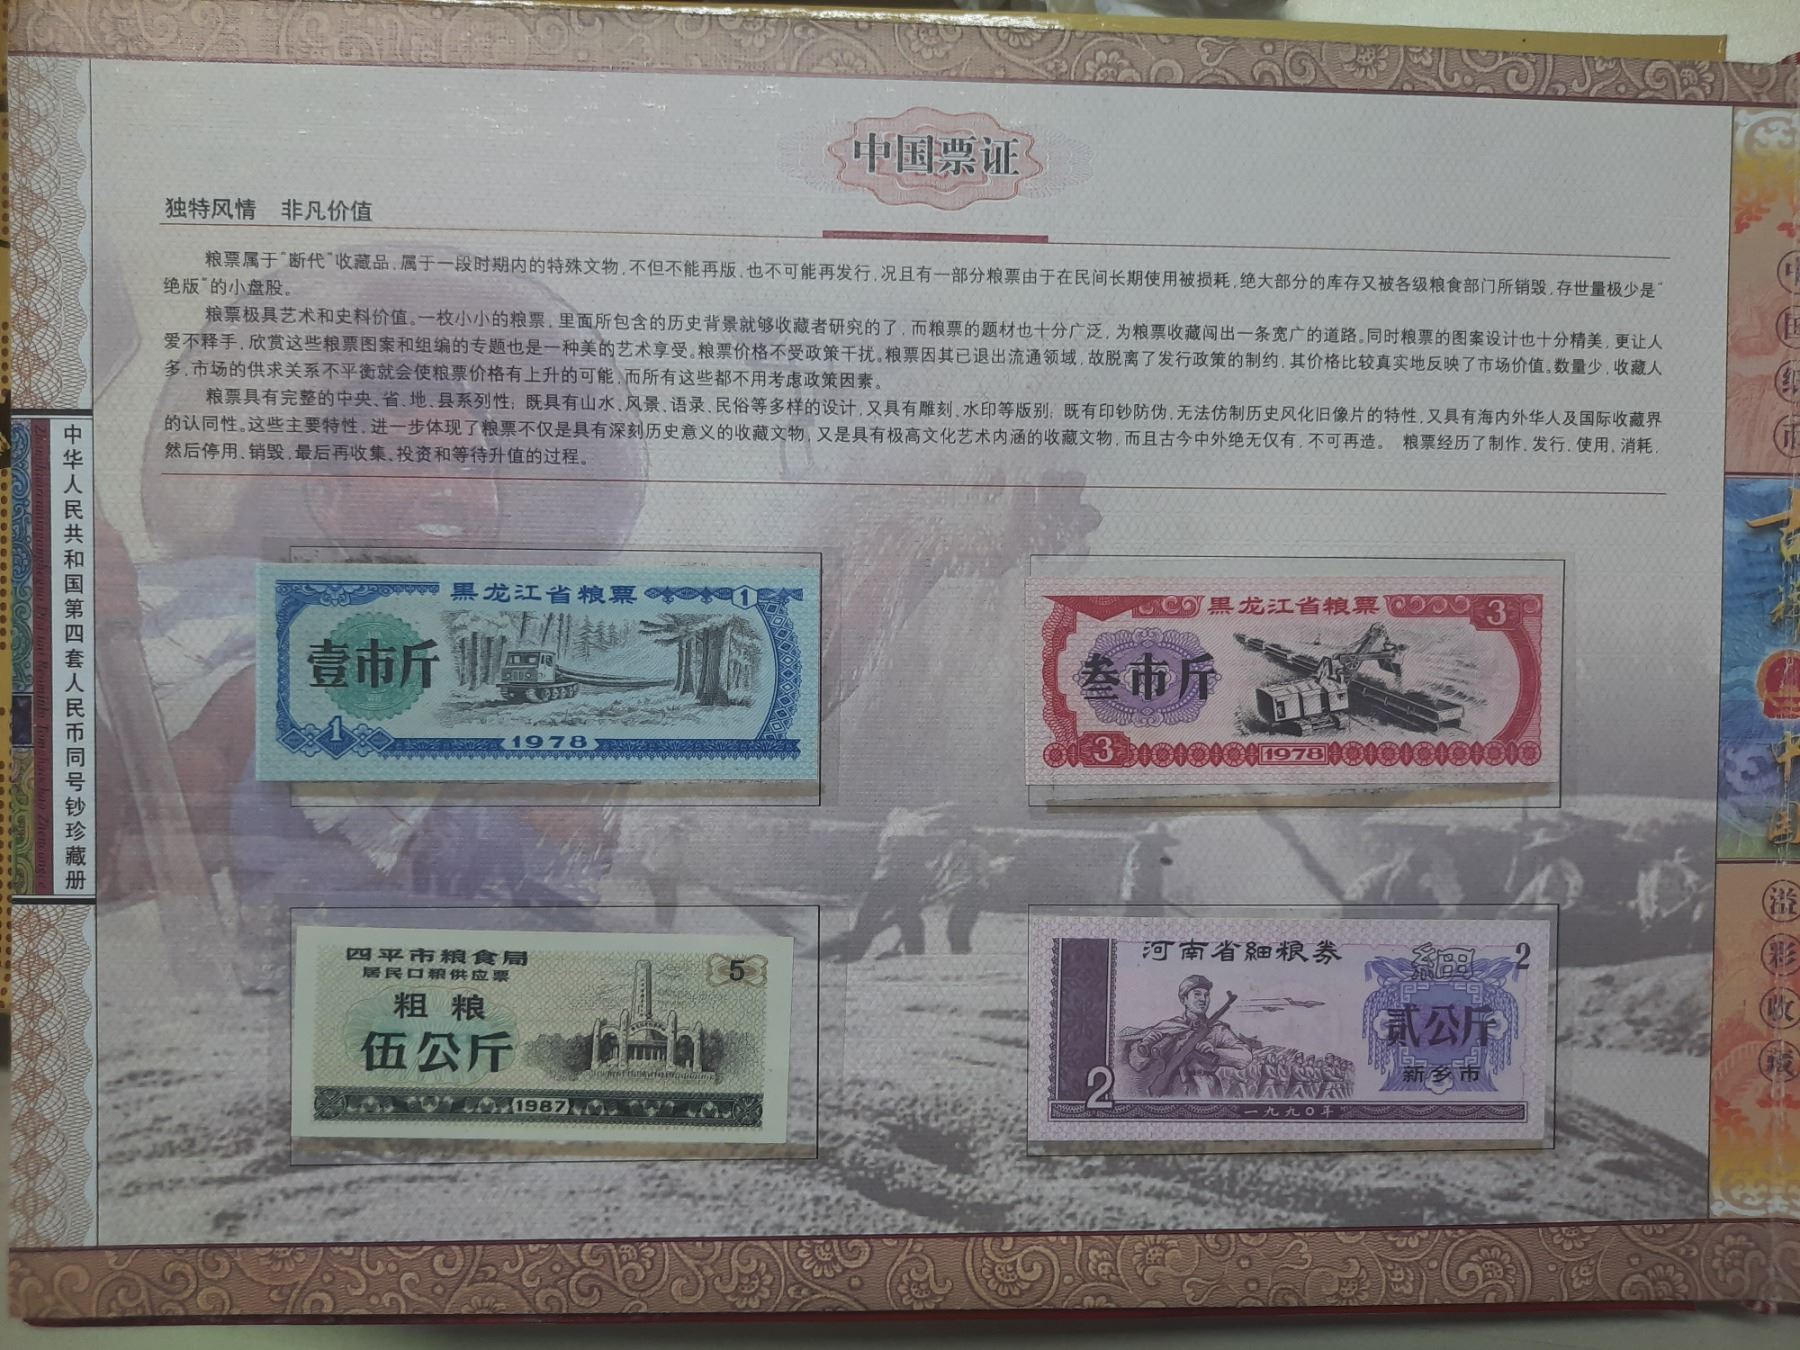 中国票证
独特风情 非凡价值
粮票属于"断代"收藏品,属于一段时期内的特殊文物,不但不能再版,也不可能再发行,况且有一部分粮票由于在民间长期使用被损耗,绝大部分的库存又被各级粮食部门所销毁,存世量极少是"
绝版"的小盘股。
粮票极具艺术和史料价值。一枚小小的粮票,里面所包含的历史背景就够收藏者研究的了,而粮票的题材也十分广泛,为粮票收藏闯出一条宽广的道路。同时粮票的图案设计也十分精美,更让人
爱不释手,欣赏这些粮票图案和组编的专题也是一种美的艺术享受。粮票价格不受政策干扰。粮票因其已退出流通领域,故脱离了发行政策的制约,其价格比较真实地反映了市场价值。数量少,收藏人
多,市场的供求关系不平衡就会使粮票价格有上升的可能,而所有这些都不用考虑政策因素。
粮票具有完整的中央、省、地、县系列性;既具有山水、风景、语录、民俗等多样的设计,又具有雕刻、水印等版别;既有印钞防伪,无法仿制历史风化旧像片的特性,又具有海内外华人及国际收藏界
的认同性。这些主要特性,进一步体现了粮票不仅是具有深刻历史意义的收藏文物,又是具有极高文化艺术内涵的收藏文物,而且古今中外绝无仅有,不可再造。 粮票经历了制作、发行、使用、消耗,
然后停用、销毁,最后再收集、投资和等待升值的过程。
中华人民共和国第四套人民币同号钞珍藏册
黑龙江省粮票
1
壹市斤
1
1978
黑龙江省粮票
3
叁市斤
3
1978
四平市粮食局
居民口粮供应票
5
粗粮
伍公斤
1987
河南省細粮券
細
2
贰公斤
新乡市
2
一九九〇年
中国纸币
中国
溢彩收藏